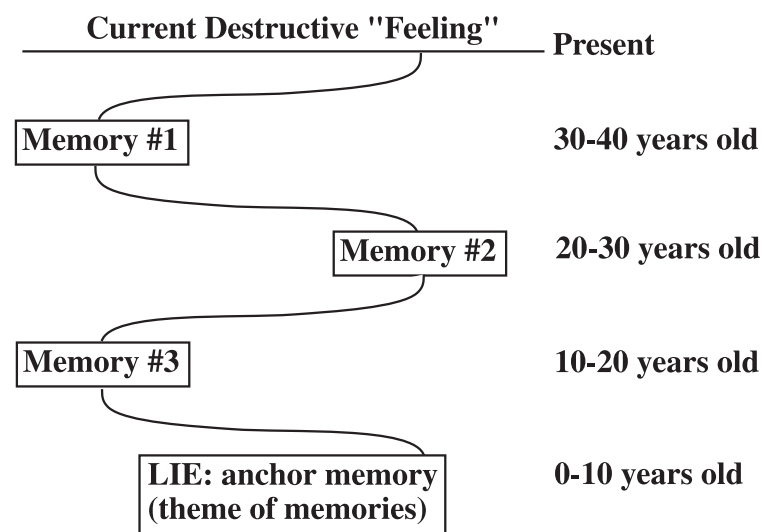 Current Destructive "Feeling"
Present
Memory #1
30-40 years old
Memory #2
20-30 years old
Memory #3
10-20 years old
LIE: anchor memory
(theme of memories)
0-10 years old